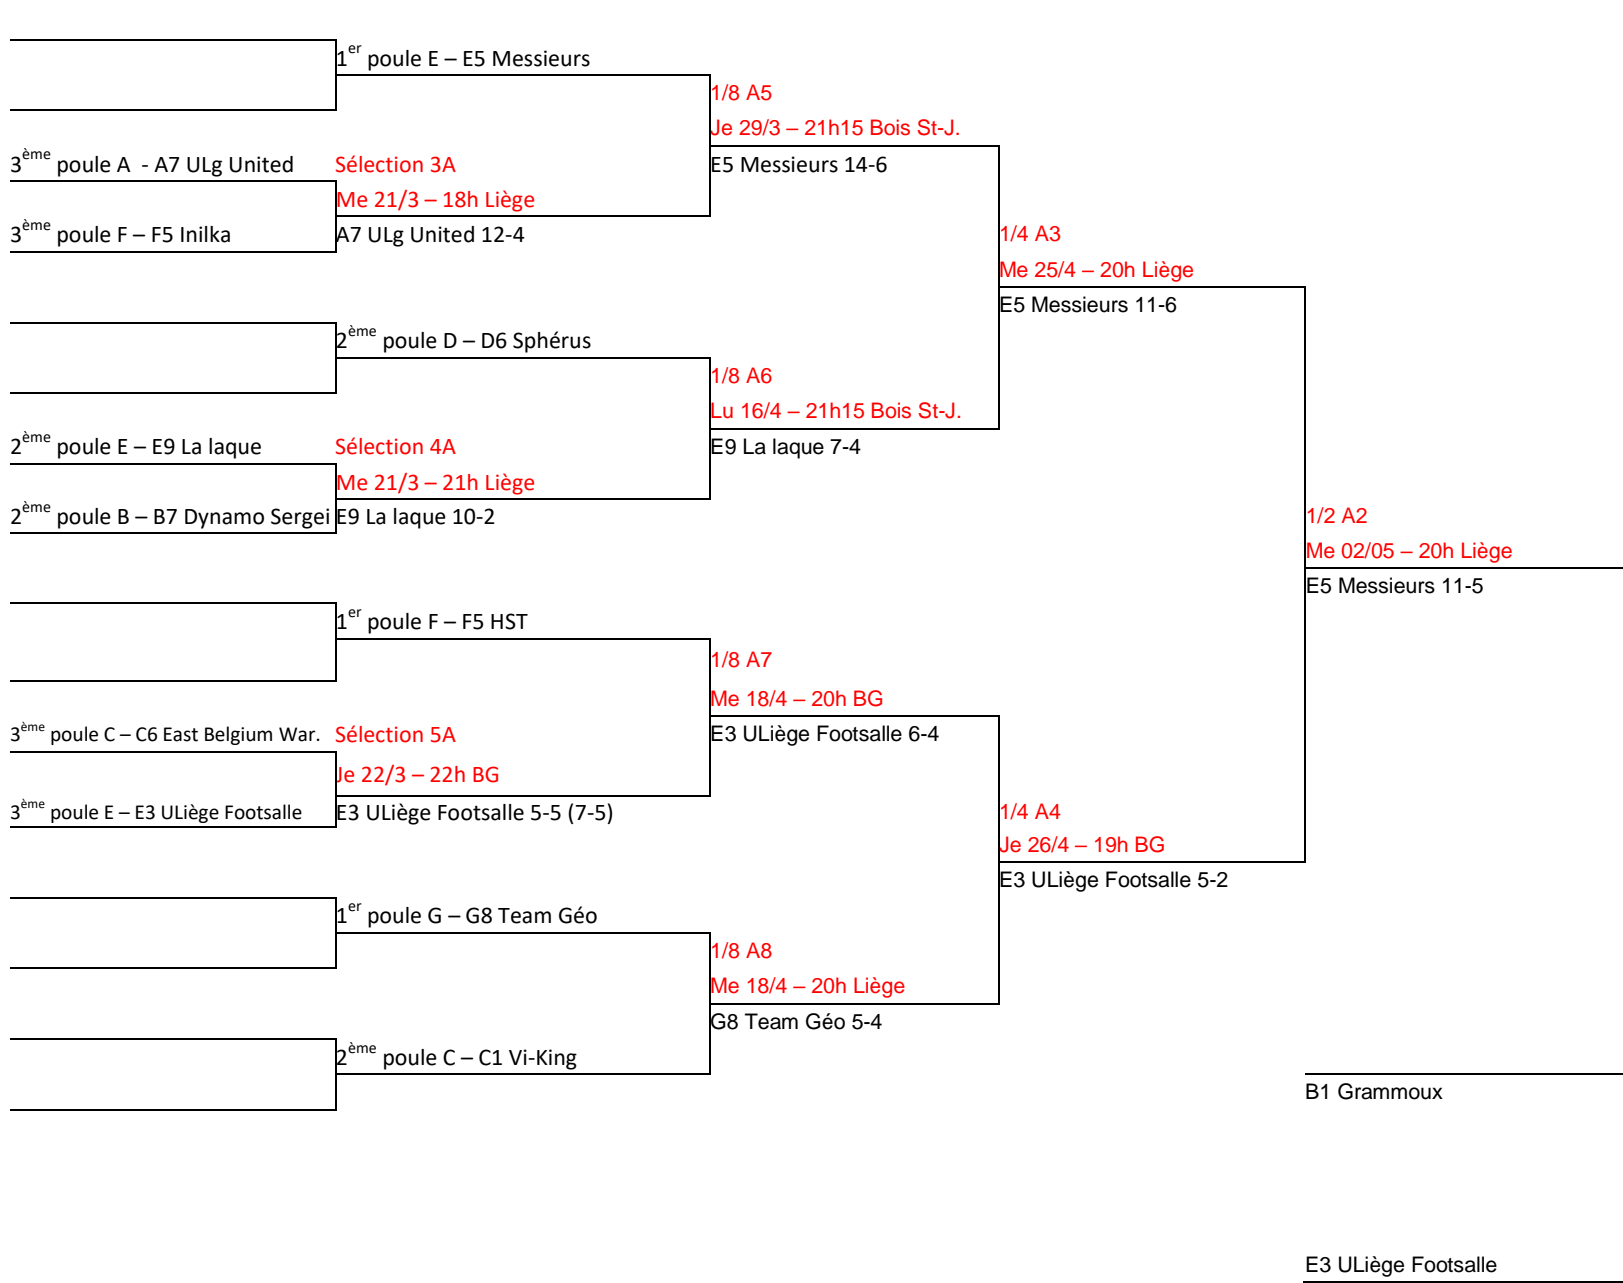 1er poule E – E5 Messieurs
1/8 A5
Je 29/3 – 21h15 Bois St-J.
3ème poule A - A7 ULg United Sélection 3A E5 Messieurs 14-6
Me 21/3 – 18h Liège
3ème poule F – F5 Inilka A7 ULg United 12-4 1/4 A3
Me 25/4 – 20h Liège
E5 Messieurs 11-6
2ème poule D – D6 Sphérus
1/8 A6
Lu 16/4 – 21h15 Bois St-J.
2ème poule E – E9 La laque Sélection 4A E9 La laque 7-4
Me 21/3 – 21h Liège
2ème poule B – B7 Dynamo Sergei E9 La laque 10-2 1/2 A2
Me 02/05 – 20h Liège
E5 Messieurs 11-5
1er poule F – F5 HST
1/8 A7
Me 18/4 – 20h BG
3ème poule C – C6 East Belgium War. Sélection 5A E3 ULiège Footsalle 6-4
Je 22/3 – 22h BG
3ème poule E – E3 ULiège Footsalle E3 ULiège Footsalle 5-5 (7-5) 1/4 A4
Je 26/4 – 19h BG
E3 ULiège Footsalle 5-2
1er poule G – G8 Team Géo
1/8 A8
Me 18/4 – 20h Liège
G8 Team Géo 5-4
2ème poule C – C1 Vi-King
B1 Grammoux
E3 ULiège Footsalle